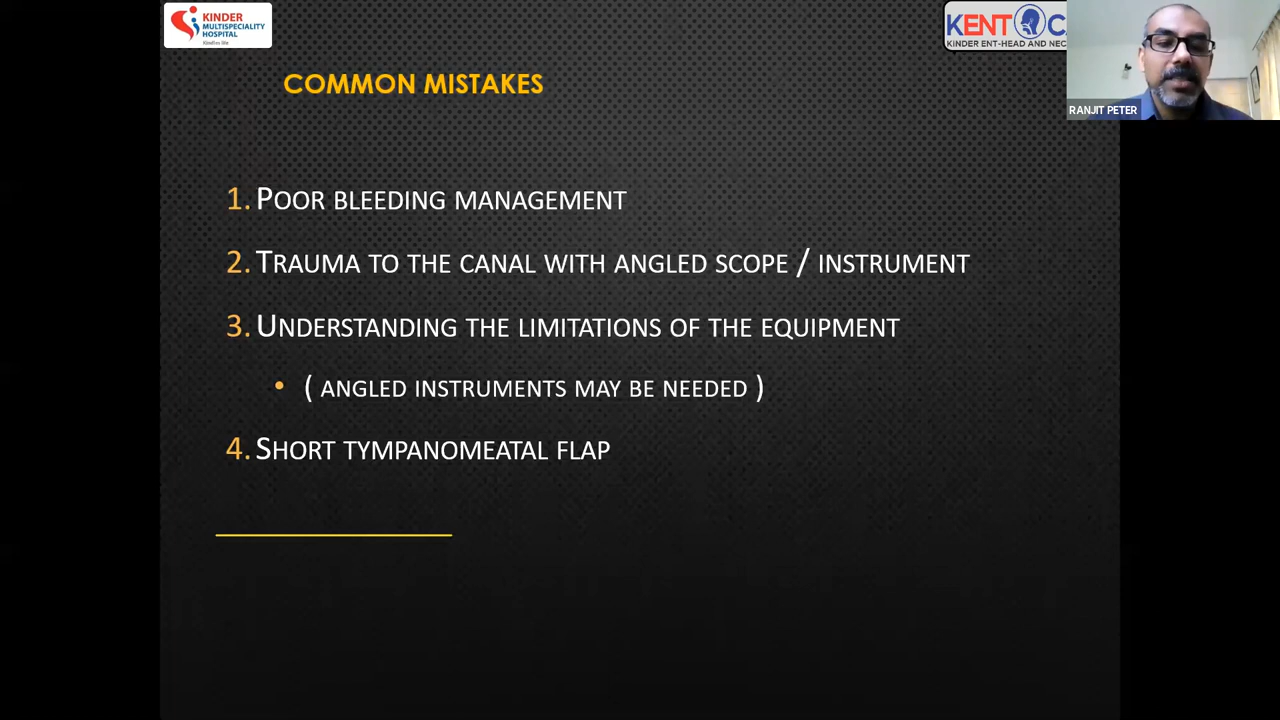 KINDER
MULTISPECIALITY
HOSPITAL
KENT
KINDER ENT-HEAD AND NEC
RANJIT PETER
COMMON MISTAKES
1. POOR BLEEDING MANAGEMENT
2. TRAUMA TO THE CANAL WITH ANGLED SCOPE / INSTRUMENT
3. UNDERSTANDING THE LIMITATIONS OF THE EQUIPMENT
• ( ANGLED INSTRUMENTS MAY BE NEEDED )
4. SHORT TYMPANOMEATAL FLAP